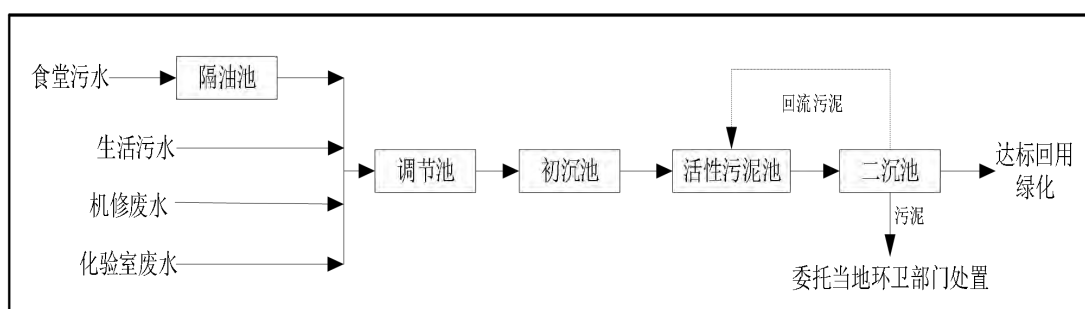 食堂污水
隔油池
回流污泥
生活污水
调节池
初沉池
活性污泥池
二沉池
达标回用
绿化
机修废水
污泥
化验室废水
委托当地环卫部门处置